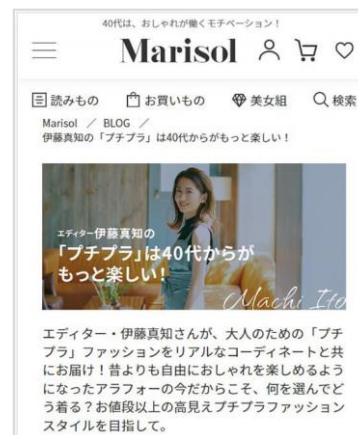 40代は、おしゃれが働くモチベーション！
Marisol
読みもの お買いもの 美女組 検索
Marisol ／ BLOG ／
伊藤真知の「プチプラ」は40代からがもっと楽しい！
エディター伊藤真知の
「プチプラ」は40代からが
もっと楽しい！
Machi Ito
エディター・伊藤真知さんが、大人のための「プチ
プラ」ファッションをリアルなコーディネートと共
にお届け！昔よりも自由におしゃれを楽しめるよう
になったアラフォーの今だからこそ、何を選んでど
う着る？お値段以上の高見えプチプラファッション
スタイルを目指して。